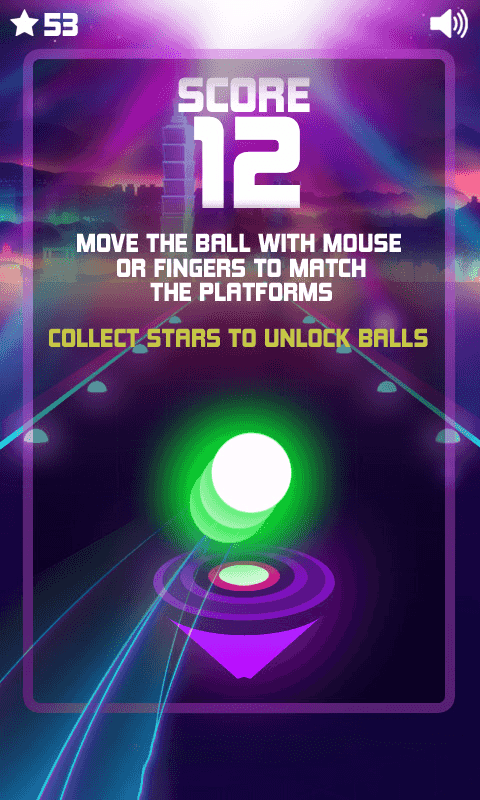 53
SCORE
12
MOVE THE BALL WITH MOUSE
OR FINGERS TO MATCH
THE PLATFORMS
COLLECT STARS TO UNLOCK BALLS